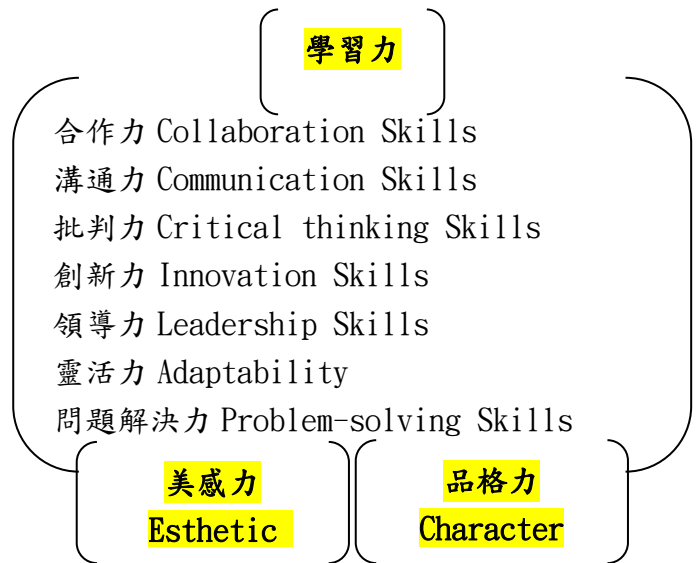 學習力
合作力 Collaboration Skills
溝通力 Communication Skills
批判力 Critical thinking Skills
創新力 Innovation Skills
領導力 Leadership Skills
靈活力 Adaptability
問題解決力 Problem-solving Skills
美感力
Esthetic
品格力
Character